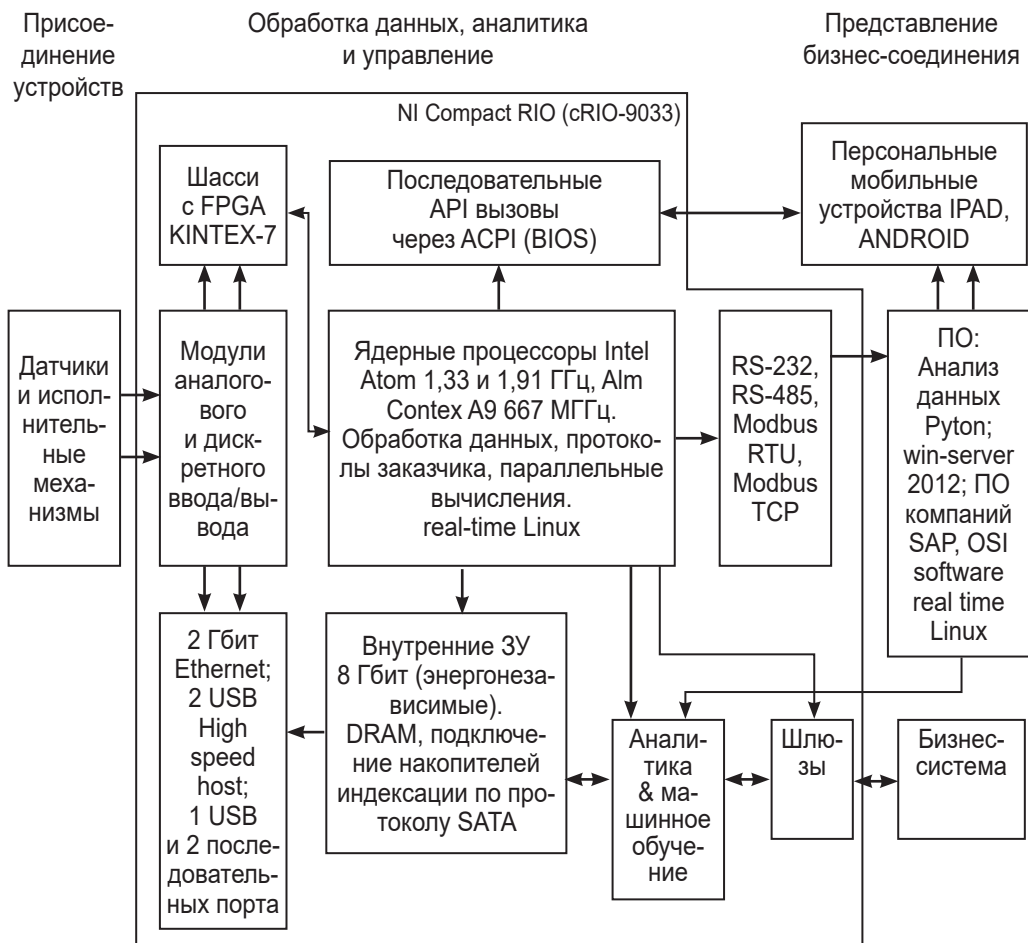 Присое-
динение
устройств
Обработка данных, аналитика
и управление
Представление
бизнес-соединения
NI Compact RIO (cRIO-9033)
Шасси
с FPGA
KINTEX-7
Последовательные
API вызовы
через ACPI (BIOS)
Персональные
мобильные
устройства IPAD,
ANDROID
Датчики
и испол-
нитель-
ные
меха-
низмы
Модули
аналого-
вого
и диск-
ретного
ввода/вы-
вода
Ядерные процессоры Intel
Atom 1,33 и 1,91 ГГц, Alm
Contex A9 667 МГГц.
Обработка данных, прото-
колы заказчика, параллельные
вычисления.
real-time Linux
RS-232,
RS-485,
Modbus
RTU,
Modbus
TCP
ПО:
Анализ
данных
Pyton;
win-server
2012; ПО
компаний
SAP, OSI
software
real time
Linux
2 Гбит
Ethernet;
2 USB
High
speed
host;
1 USB
и 2 после-
дователь-
ных порта
Внутренние ЗУ
8 Гбит (энергонеза-
висимые).
DRAM, подключе-
ние накопителей
индексации по про-
токолу SATA
Анали-
тика
& ма-
шинное
обуче-
ние
Шлю-
зы
Бизнес-
система